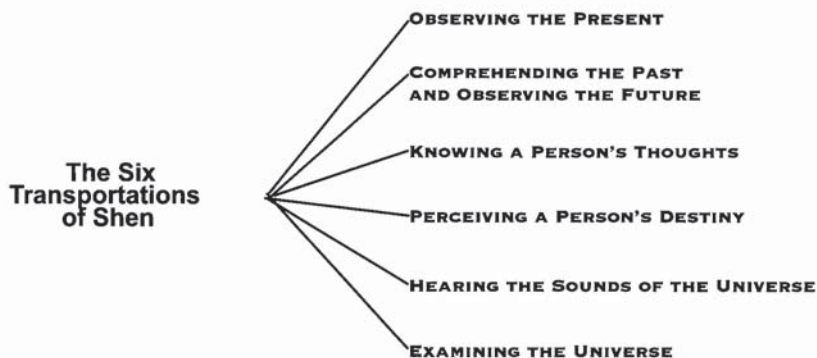 The Six
Transportations
of Shen
OBSERVING THE PRESENT
COMPREHENDING THE PAST
AND OBSERVING THE FUTURE
KNOWING A PERSON'S THOUGHTS
PERCEIVING A PERSON'S DESTINY
HEARING THE SOUNDS OF THE UNIVERSE
EXAMINING THE UNIVERSE